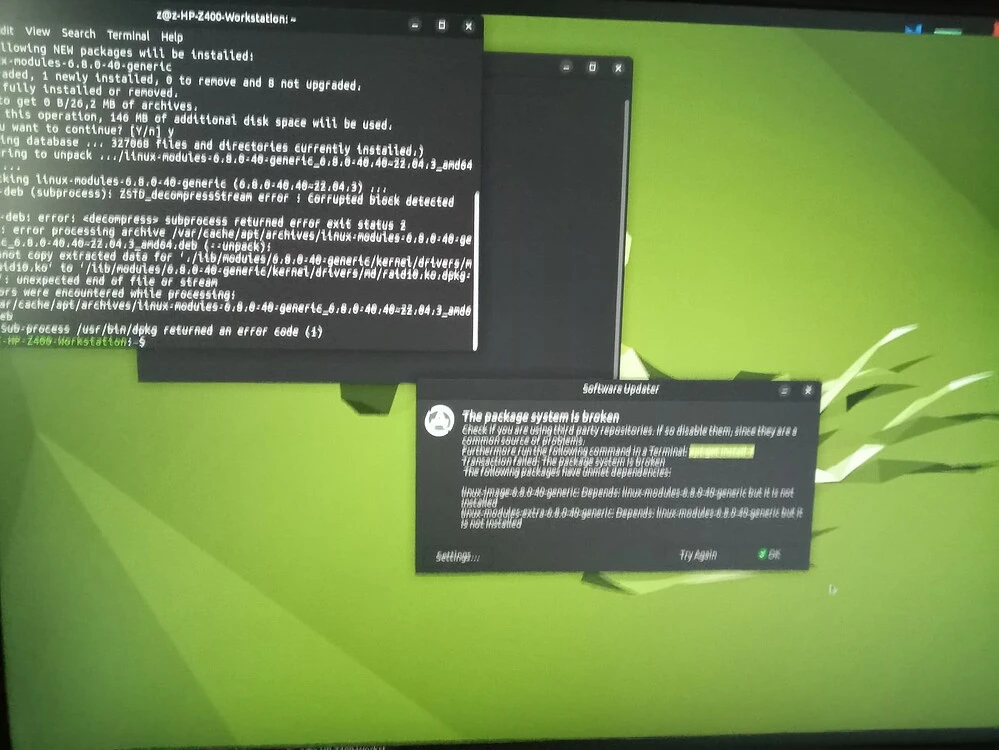 z@z-HP-Z400-Workstation: ~
dit View Search Terminal Help
llowing NEW packages will be installed:
x-modules-6.8.0-40-generic
raded, 1 newly installed, 0 to remove and 8 not upgraded.
fully installed or removed.
to get 0 B/26,2 MB of archives.
this operation, 146 MB of additional disk space will be used.
u want to continue? [Y/n] y
ing database ... 327068 files and directories currently installed.)
ring to unpack .../linux-modules-6.8.0-40-generic_6.8.0-40.40~22.04.3_amd64
...
cking linux-modules-6.8.0-40-generic (6.8.0-40.40~22.04.3) ...
-deb (subprocess): ZSTD_decompressStream error : Corrupted block detected
-deb: error: <decompress> subprocess returned error exit status 2
: error processing archive /var/cache/apt/archives/linux-modules-6.8.0-40-ge
c_6.8.0-40.40~22.04.3_amd64.deb (--unpack):
not copy extracted data for './lib/modules/6.8.0-40-generic/kernel/drivers/m
aid10.ko' to '/lib/modules/6.8.0-40-generic/kernel/drivers/md/raid10.ko.dpkg-
': unexpected end of file or stream
ors were encountered while processing:
ar/cache/apt/archives/linux-modules-6.8.0-40-generic_6.8.0-40.40~22.04.3_amd6
eb
Sub-process /usr/bin/dpkg returned an error code (1)
-HP-Z400-Workstation:~$
Software Updater
The package system is broken
Check if you are using third party repositories. If so disable them, since they are a
common source of problems.
Furthermore run the following command in a Terminal: apt-get install -f
Transaction failed: The package system is broken
The following packages have unmet dependencies:
linux-image-6.8.0-40-generic: Depends: linux-modules-6.8.0-40-generic but it is not
installed
linux-modules-extra-6.8.0-40-generic: Depends: linux-modules-6.8.0-40-generic but it
is not installed
Settings...
Try Again
OK